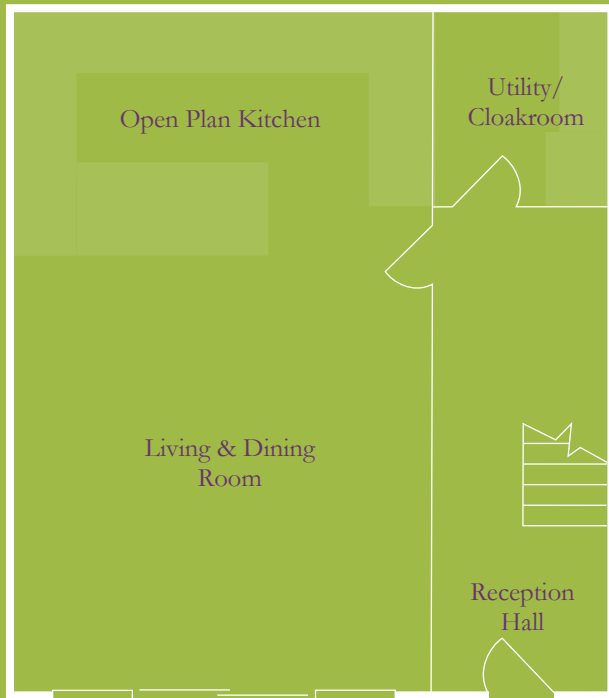 Open Plan Kitchen
Utility/
Cloakroom
Living & Dining
Room
Reception
Hall